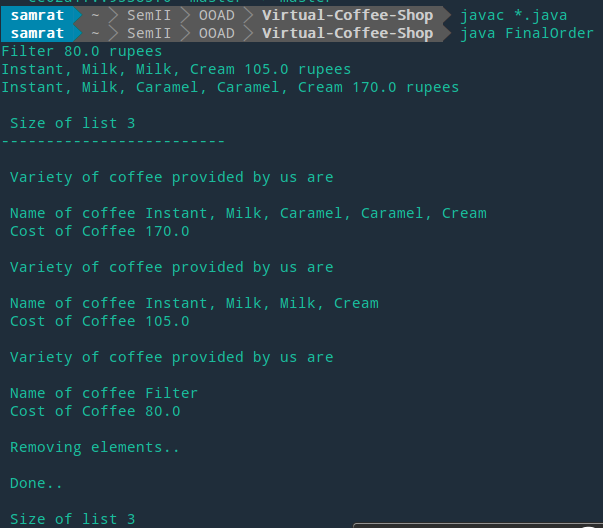 samrat ~ SemII OOAD Virtual-Coffee-Shop javac *.java
samrat ~ SemII OOAD Virtual-Coffee-Shop java FinalOrder
Filter 80.0 rupees
Instant, Milk, Milk, Cream 105.0 rupees
Instant, Milk, Caramel, Caramel, Cream 170.0 rupees
Size of list 3
-------------------------
Variety of coffee provided by us are
Name of coffee Instant, Milk, Caramel, Caramel, Cream
Cost of Coffee 170.0
Variety of coffee provided by us are
Name of coffee Instant, Milk, Milk, Cream
Cost of Coffee 105.0
Variety of coffee provided by us are
Name of coffee Filter
Cost of Coffee 80.0
Removing elements..
Done..
Size of list 3